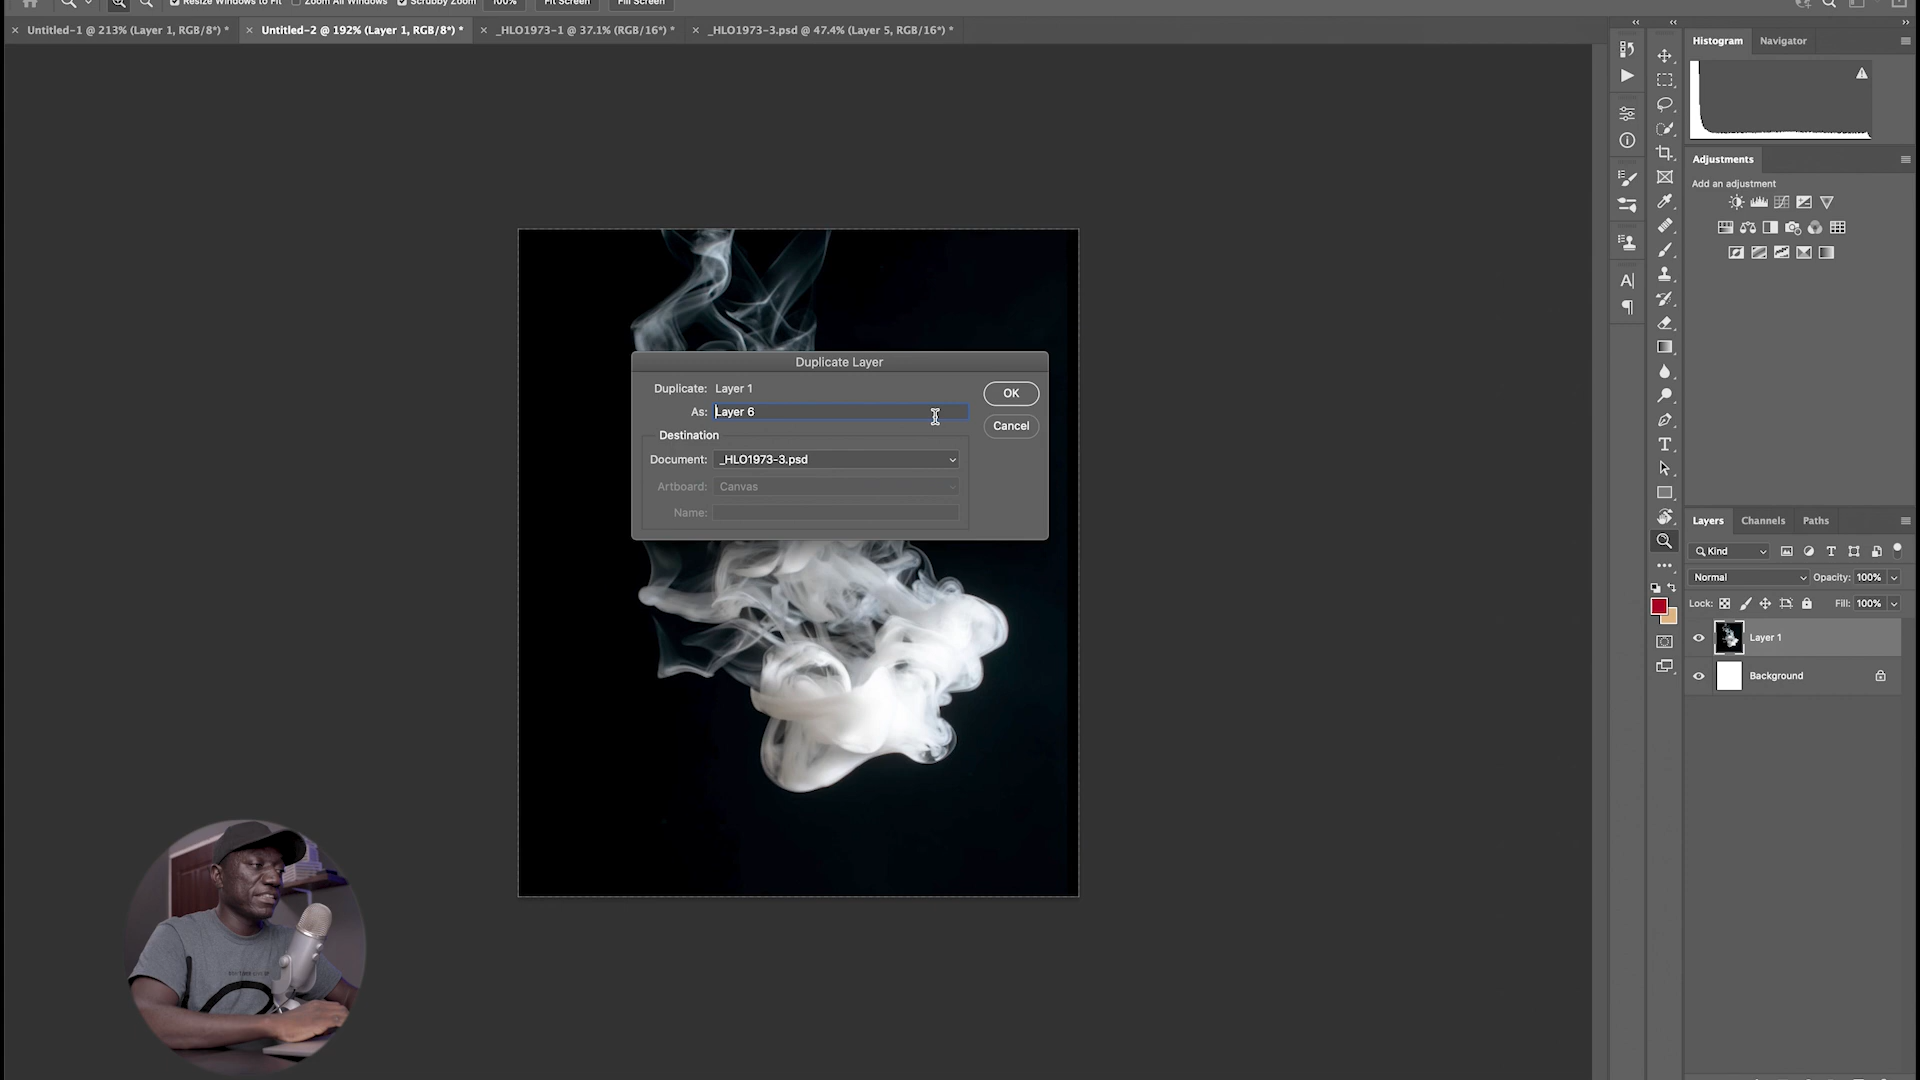 Resize Windows to Fit Zoom All Windows Scrubby Zoom 100% Fit Screen Fill Screen
Untitled-1 @ 213% (Layer 1, RGB/8*) *
Untitled-2 @ 192% (Layer 1, RGB/8*) *
_HLO1973-1 @ 37.1% (RGB/16*) *
_HLO1973-3.psd @ 47.4% (Layer 5, RGB/16*) *
Histogram Navigator
Adjustments
Add an adjustment
Duplicate Layer
Duplicate: Layer 1
As: Layer 6
OK
Cancel
Destination
Document: _HLO1973-3.psd
Artboard: Canvas
Name:
Layers Channels Paths
Kind
Normal Opacity: 100%
Lock: Fill: 100%
Layer 1
Background